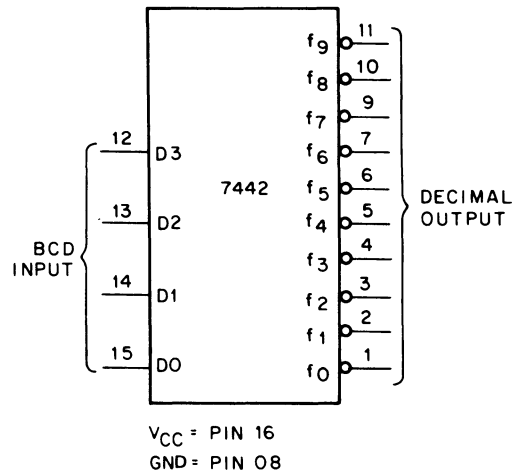 f9 11
f8 10
f7 9
12 D3 f6 7
7442 f5 6
DECIMAL
OUTPUT
13 D2 f4 5
BCD
INPUT
f3 4
14 D1 f2 3
f1 2
15 D0 f0 1
VCC = PIN 16
GND = PIN 08